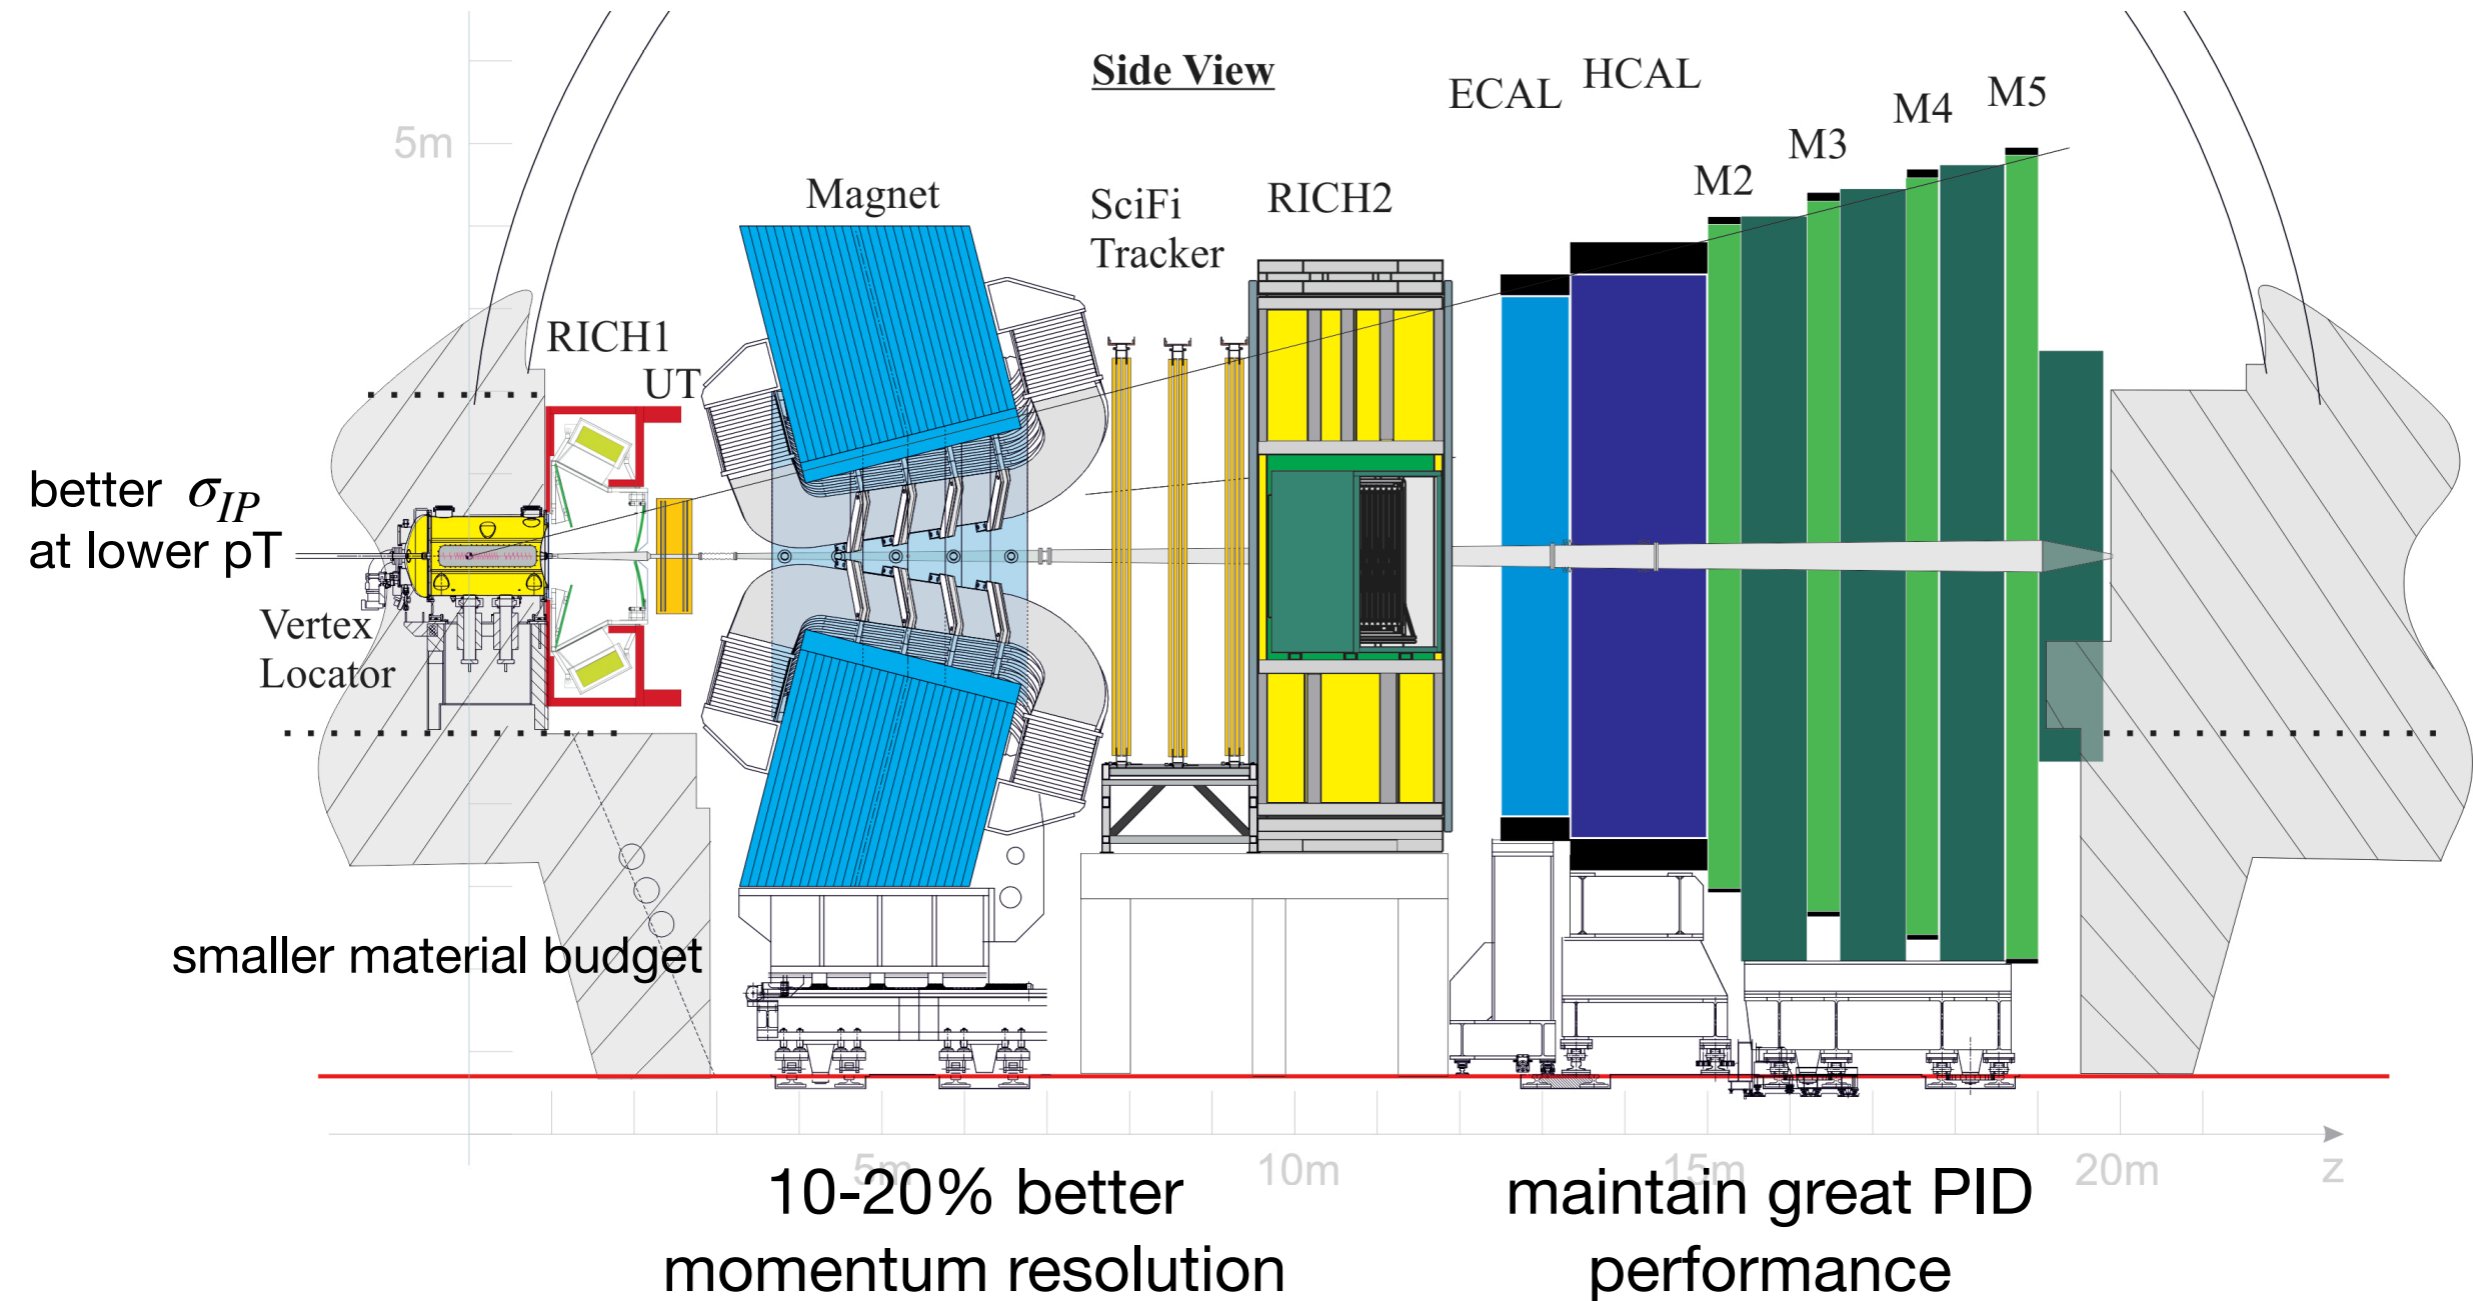 Side View
ECAL
HCAL
M5
M4
M3
M2
5m
Magnet
SciFi
Tracker
RICH2
RICH1
UT
better σIP
at lower pT
Vertex
Locator
smaller material budget
5m
10m
15m
20m
z
10-20% better
momentum resolution
maintain great PID
performance